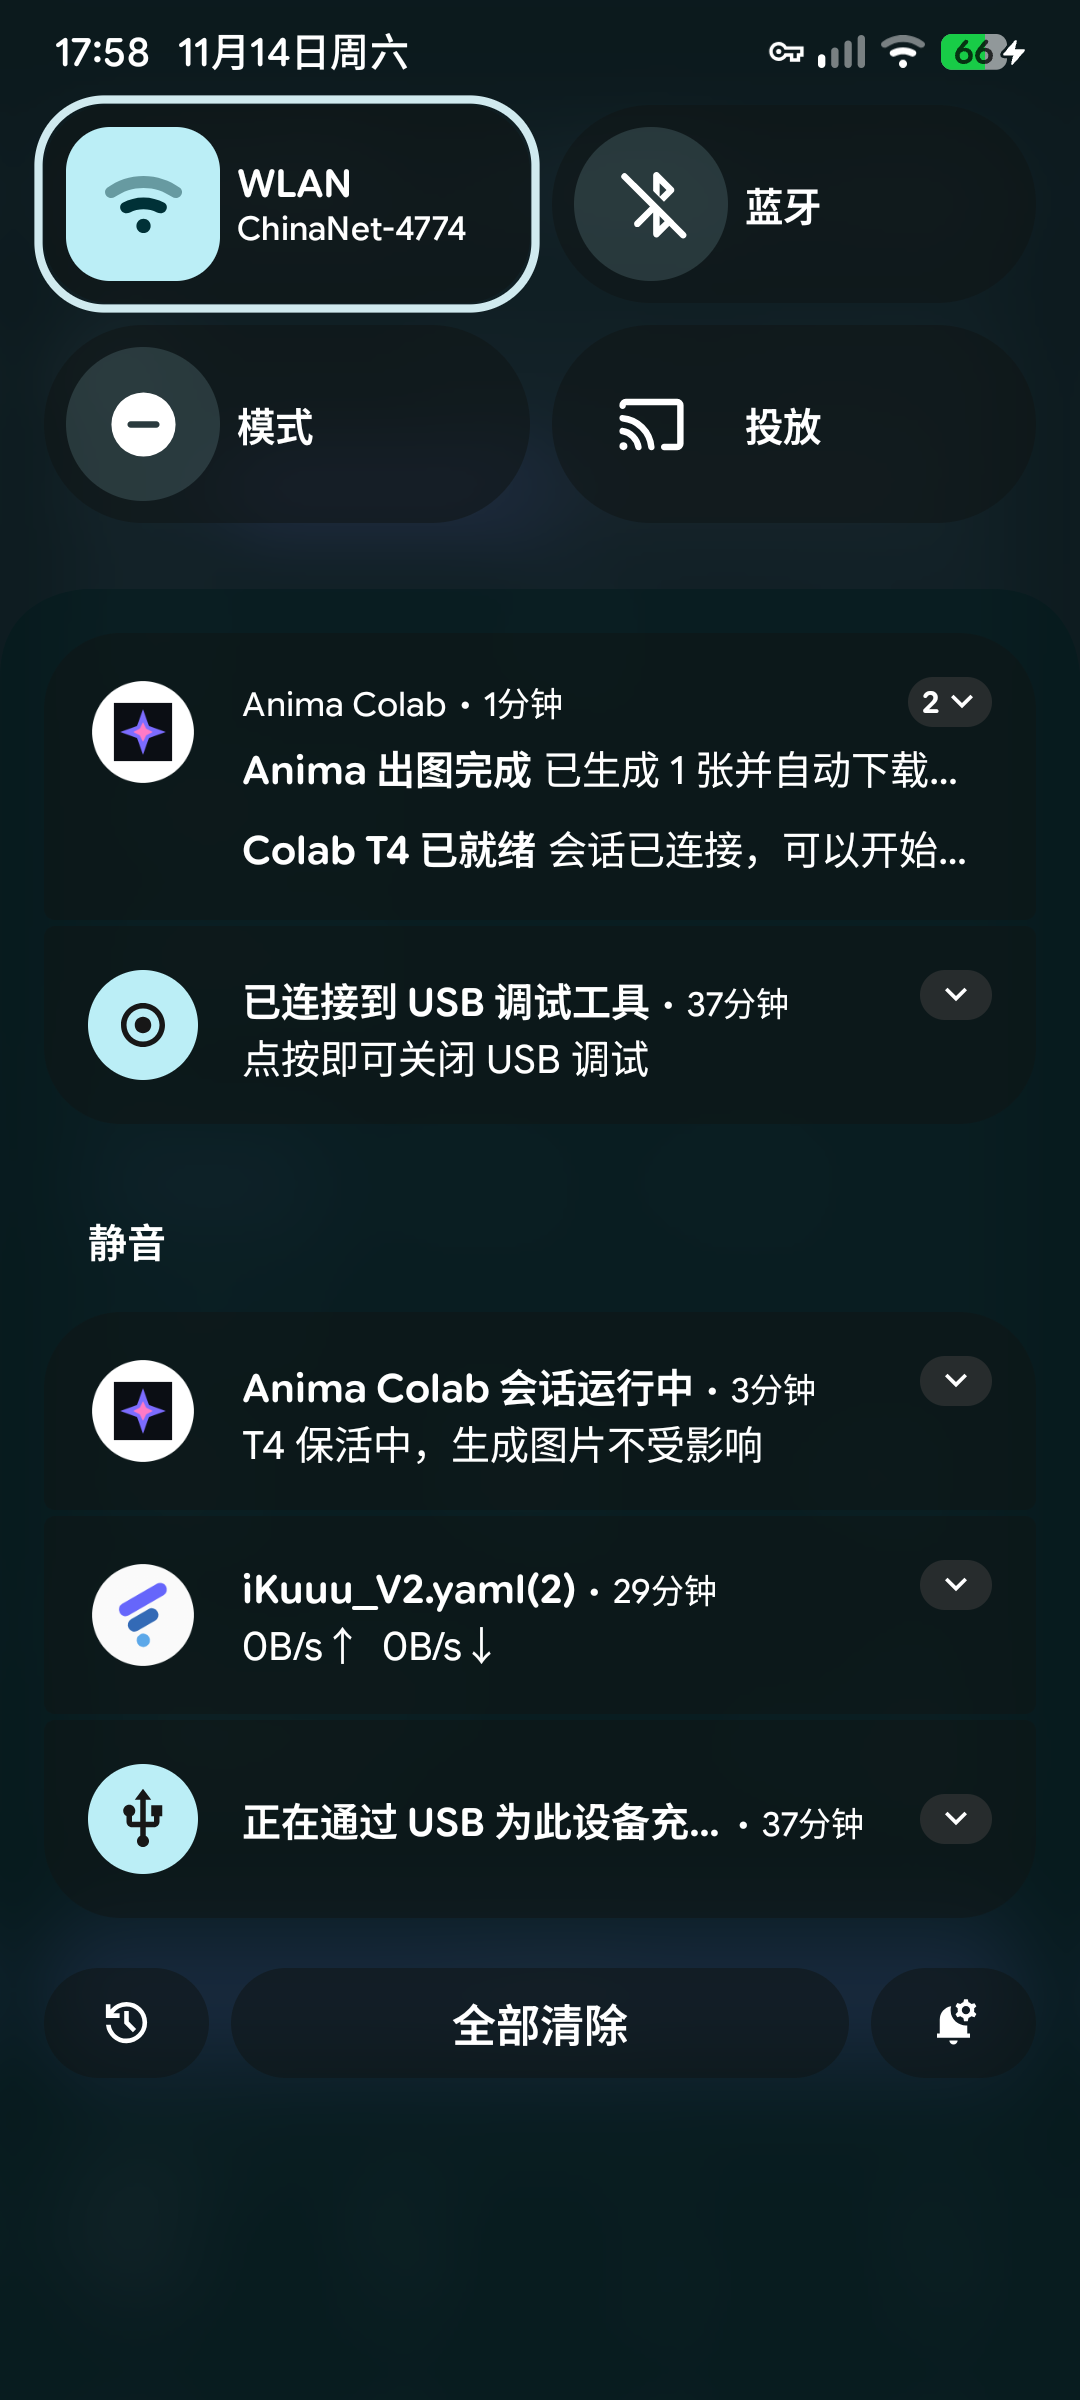 17:58 11月14日周六
66
WLAN
ChinaNet-4774
蓝牙
模式
投放
Anima Colab • 1分钟
2
Anima 出图完成 已生成 1 张并自动下载...
Colab T4 已就绪 会话已连接，可以开始...
已连接到 USB 调试工具 • 37分钟
点按即可关闭 USB 调试
静音
Anima Colab 会话运行中 • 3分钟
T4 保活中，生成图片不受影响
iKuuu_V2.yaml(2) • 29分钟
0B/s↑ 0B/s↓
正在通过 USB 为此设备充... • 37分钟
全部清除